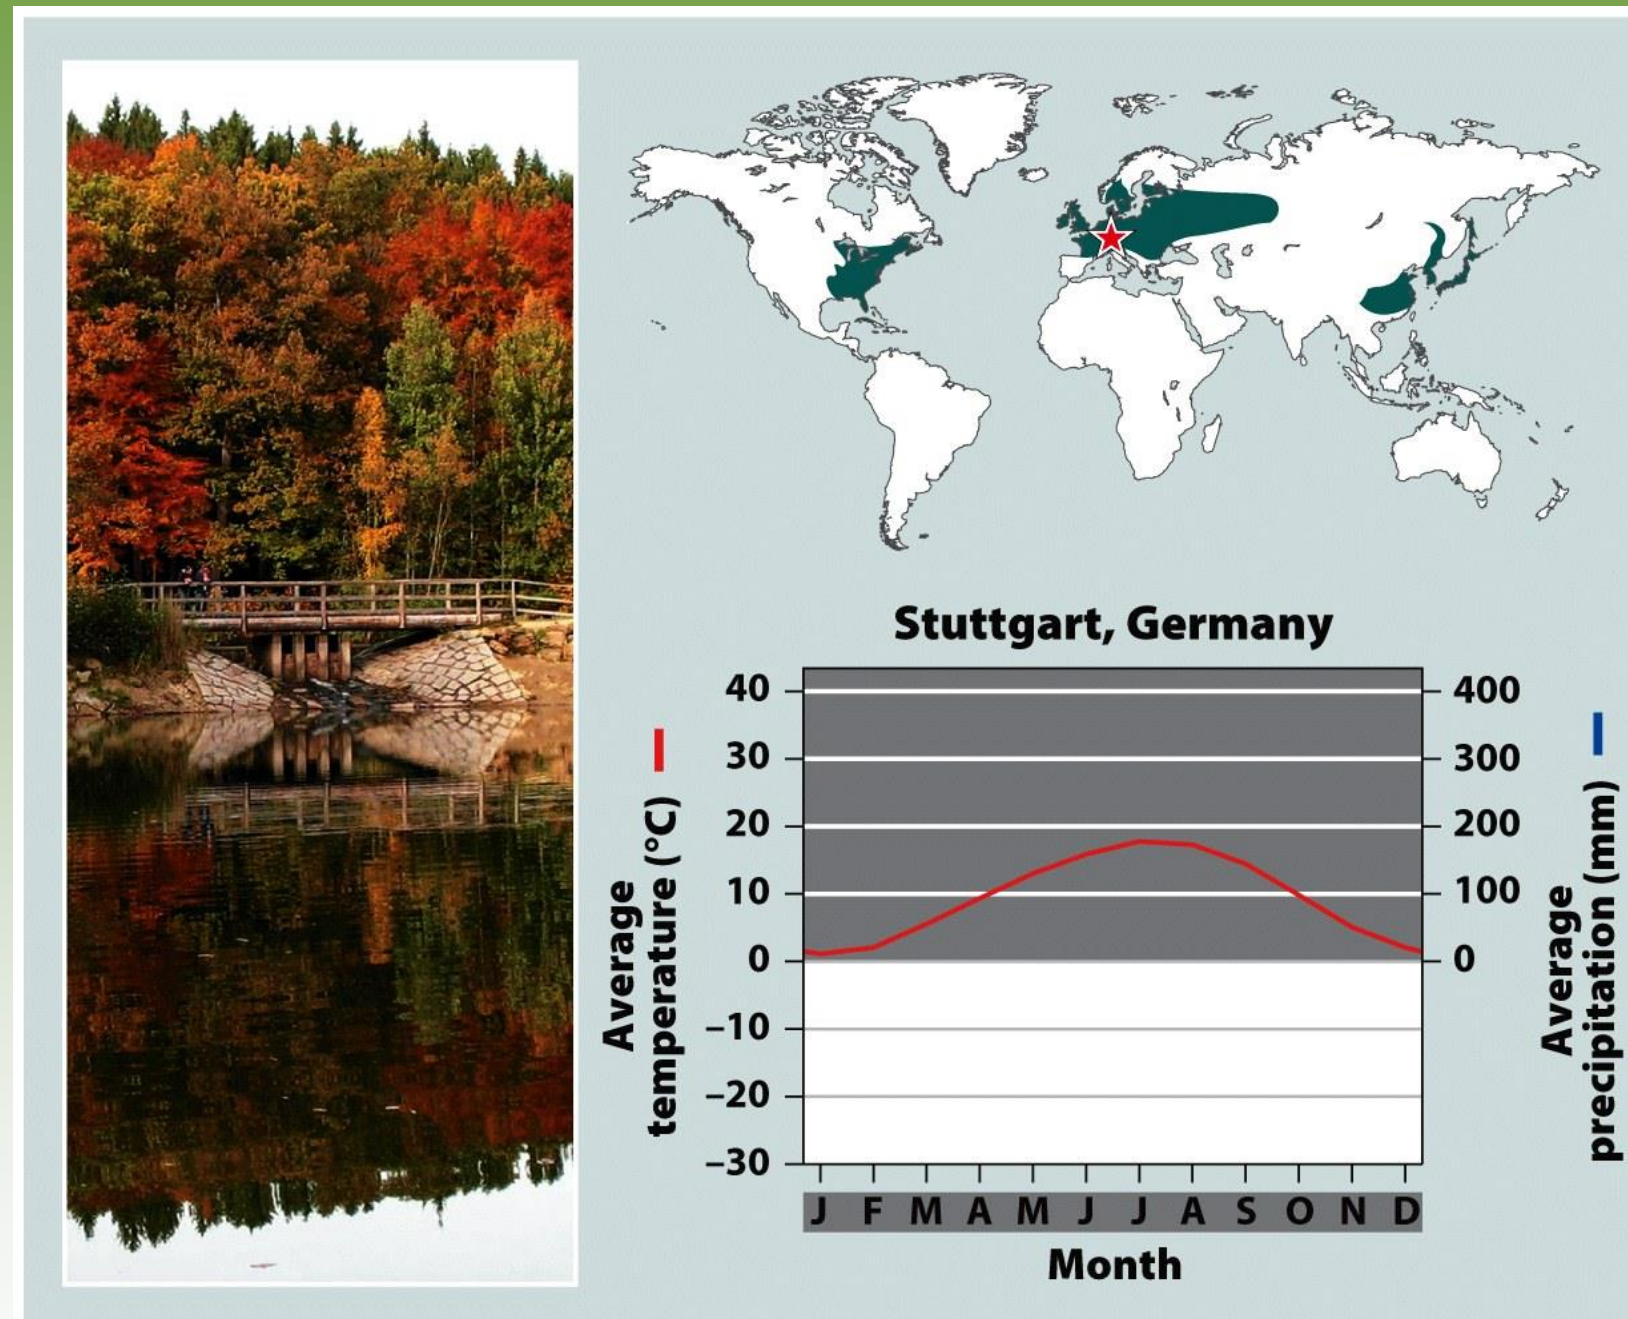 Stuttgart, Germany
40
30
20
10
0
–10
–20
–30
400
300
200
100
0
Average
temperature (°C)
Average
precipitation (mm)
J F M A M J J A S O N D
Month